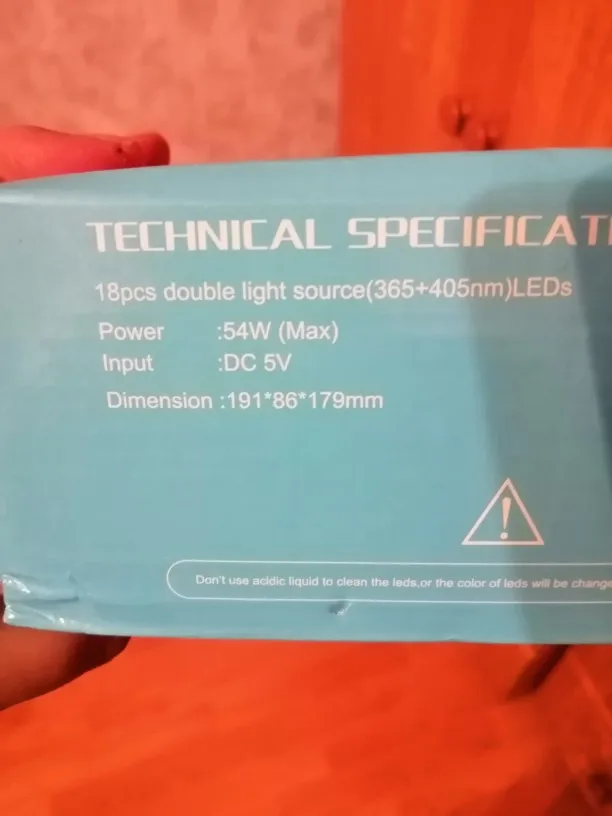 TECHNICAL SPECIFICATI
18pcs double light source(365+405nm)LEDs
Power :54W (Max)
Input :DC 5V
Dimension :191*86*179mm
!
Don't use acidic liquid to clean the leds,or the color of leds will be change